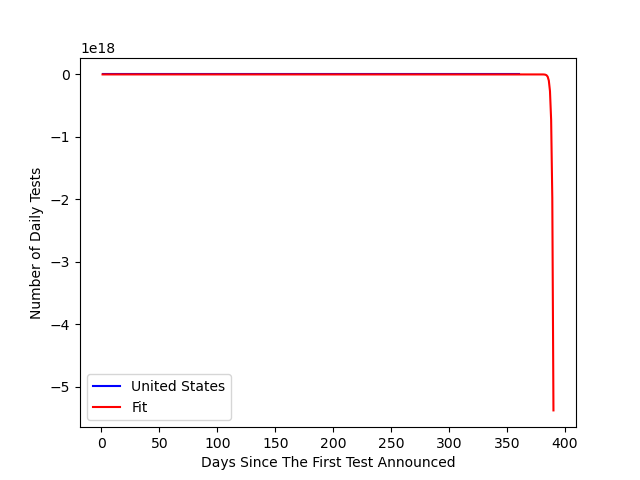 1e18
0
−1
−2
−3
−4
−5
Number of Daily Tests
United States
Fit
0 50 100 150 200 250 300 350 400
Days Since The First Test Announced